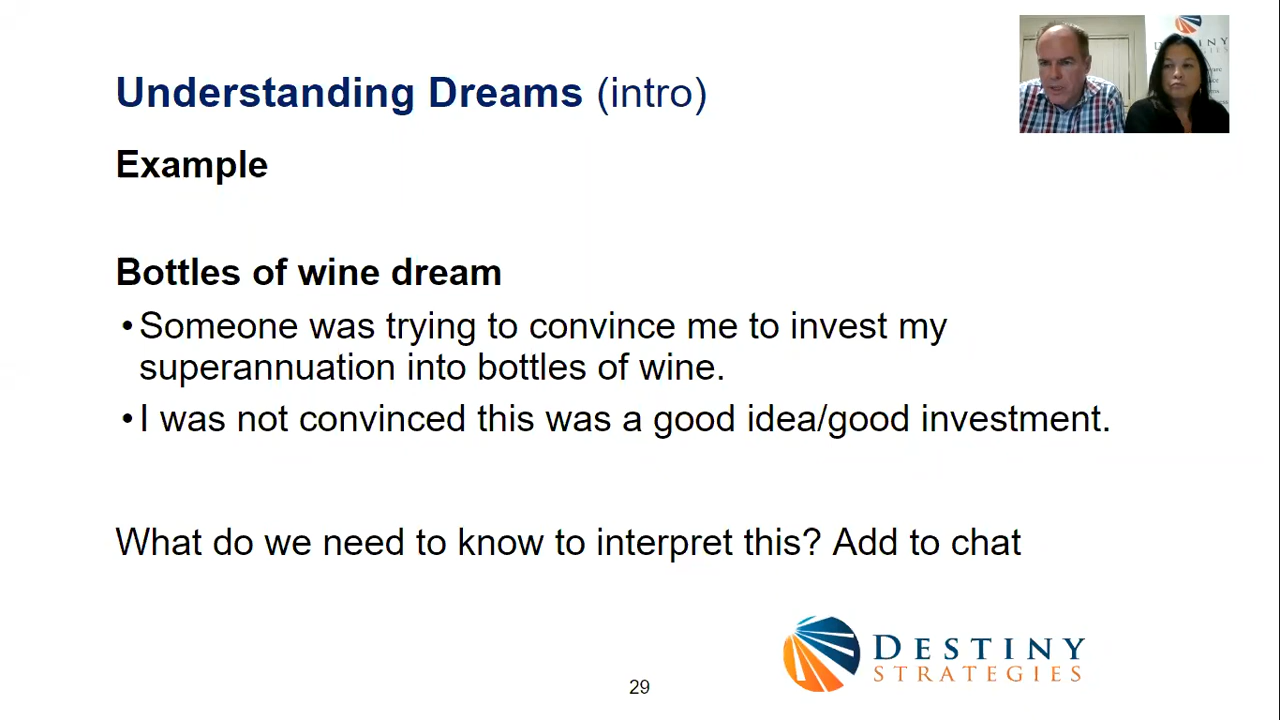 Understanding Dreams (intro)
Example
Bottles of wine dream
•Someone was trying to convince me to invest my
superannuation into bottles of wine.
•I was not convinced this was a good idea/good investment.
What do we need to know to interpret this? Add to chat
DESTINY
STRATEGIES
29